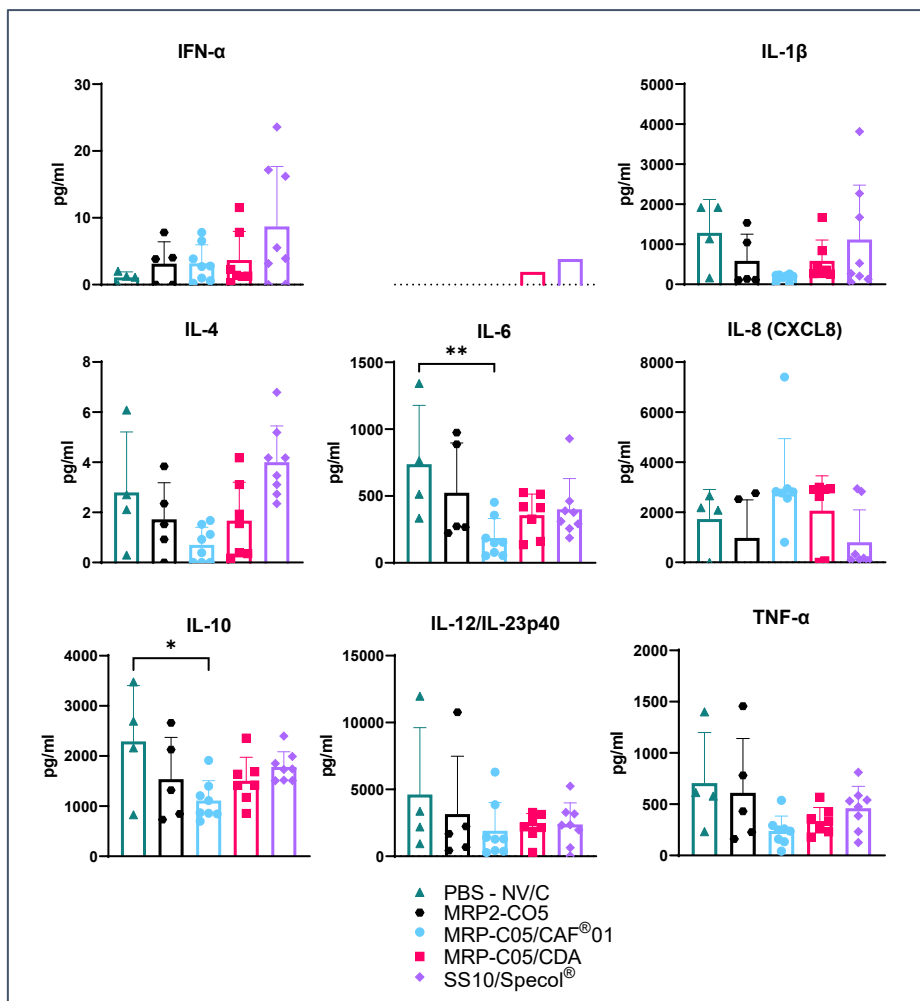 IFN-α
IL-1β
pg/ml
30
20
10
0
pg/ml
5000
4000
3000
2000
1000
0
IL-4
IL-6
IL-8 (CXCL8)
pg/ml
8
6
4
2
0
**
pg/ml
1500
1000
500
0
pg/ml
8000
6000
4000
2000
0
IL-10
IL-12/IL-23p40
TNF-α
*
pg/ml
4000
3000
2000
1000
0
pg/ml
15000
10000
5000
0
pg/ml
2000
1500
1000
500
0
PBS - NV/C
MRP2-CO5
MRP-C05/CAF®01
MRP-C05/CDA
SS10/Specol®